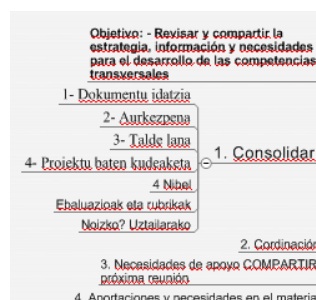 Objetivo: - Revisar y compartir la
estrategia, información y necesidades
para el desarrollo de las competencias
transversales
1- Dokumentu idatzia
2- Aurkezpena
3- Talde lana
4- Proiektu baten kudeaketa
1. Consolidar
4 Nibel
Ebaluazioak eta rubrikak
Noizko? Uztailarako
2. Cordinación
3. Necesidades de apoyo COMPARTIR
próxima reunión
4. Aportaciones y necesidades en el materia